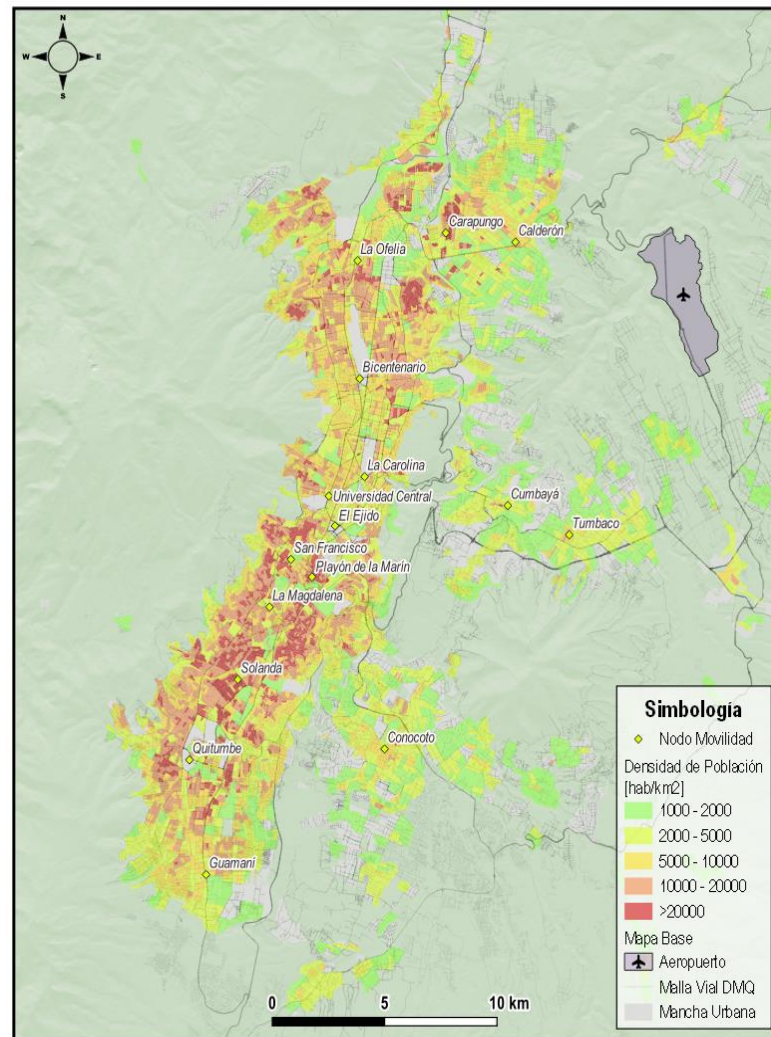 N
W E
S
Carapungo
Calderón
La Ofelia
Bicentenario
La Carolina
Cumbayá
Universidad Central
El Ejido
Tumbaco
San Francisco
Playón de la Marín
La Magdalena
Solanda
Conocoto
Quitumbe
Guamaní
0 5 10 km
Simbología
Nodo Movilidad
Densidad de Población
[hab/km2]
1000 - 2000
2000 - 5000
5000 - 10000
10000 - 20000
>20000
Mapa Base
Aeropuerto
Malla Vial DMQ
Mancha Urbana